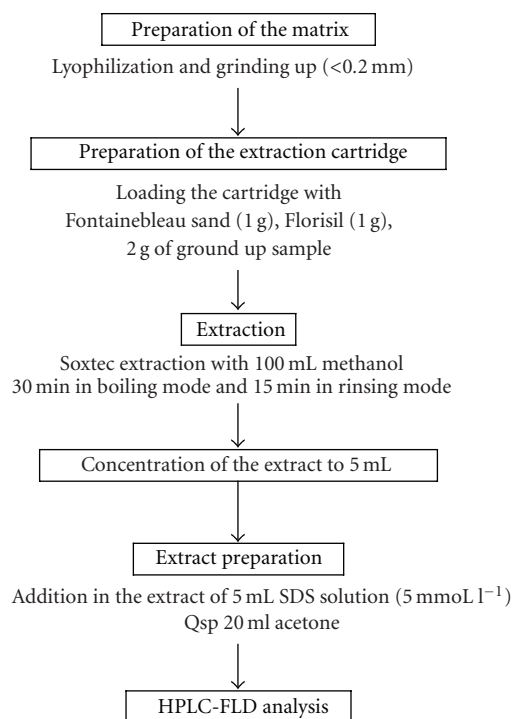 Preparation of the matrix
Lyophilization and grinding up (<0.2 mm)
Preparation of the extraction cartridge
Loading the cartridge with
Fontainebleau sand (1 g), Florisil (1 g),
2 g of ground up sample
Extraction
Soxtec extraction with 100 mL methanol
30 min in boiling mode and 15 min in rinsing mode
Concentration of the extract to 5 mL
Extract preparation
Addition in the extract of 5 mL SDS solution (5 mmoL l⁻¹)
Qsp 20 ml acetone
HPLC-FLD analysis